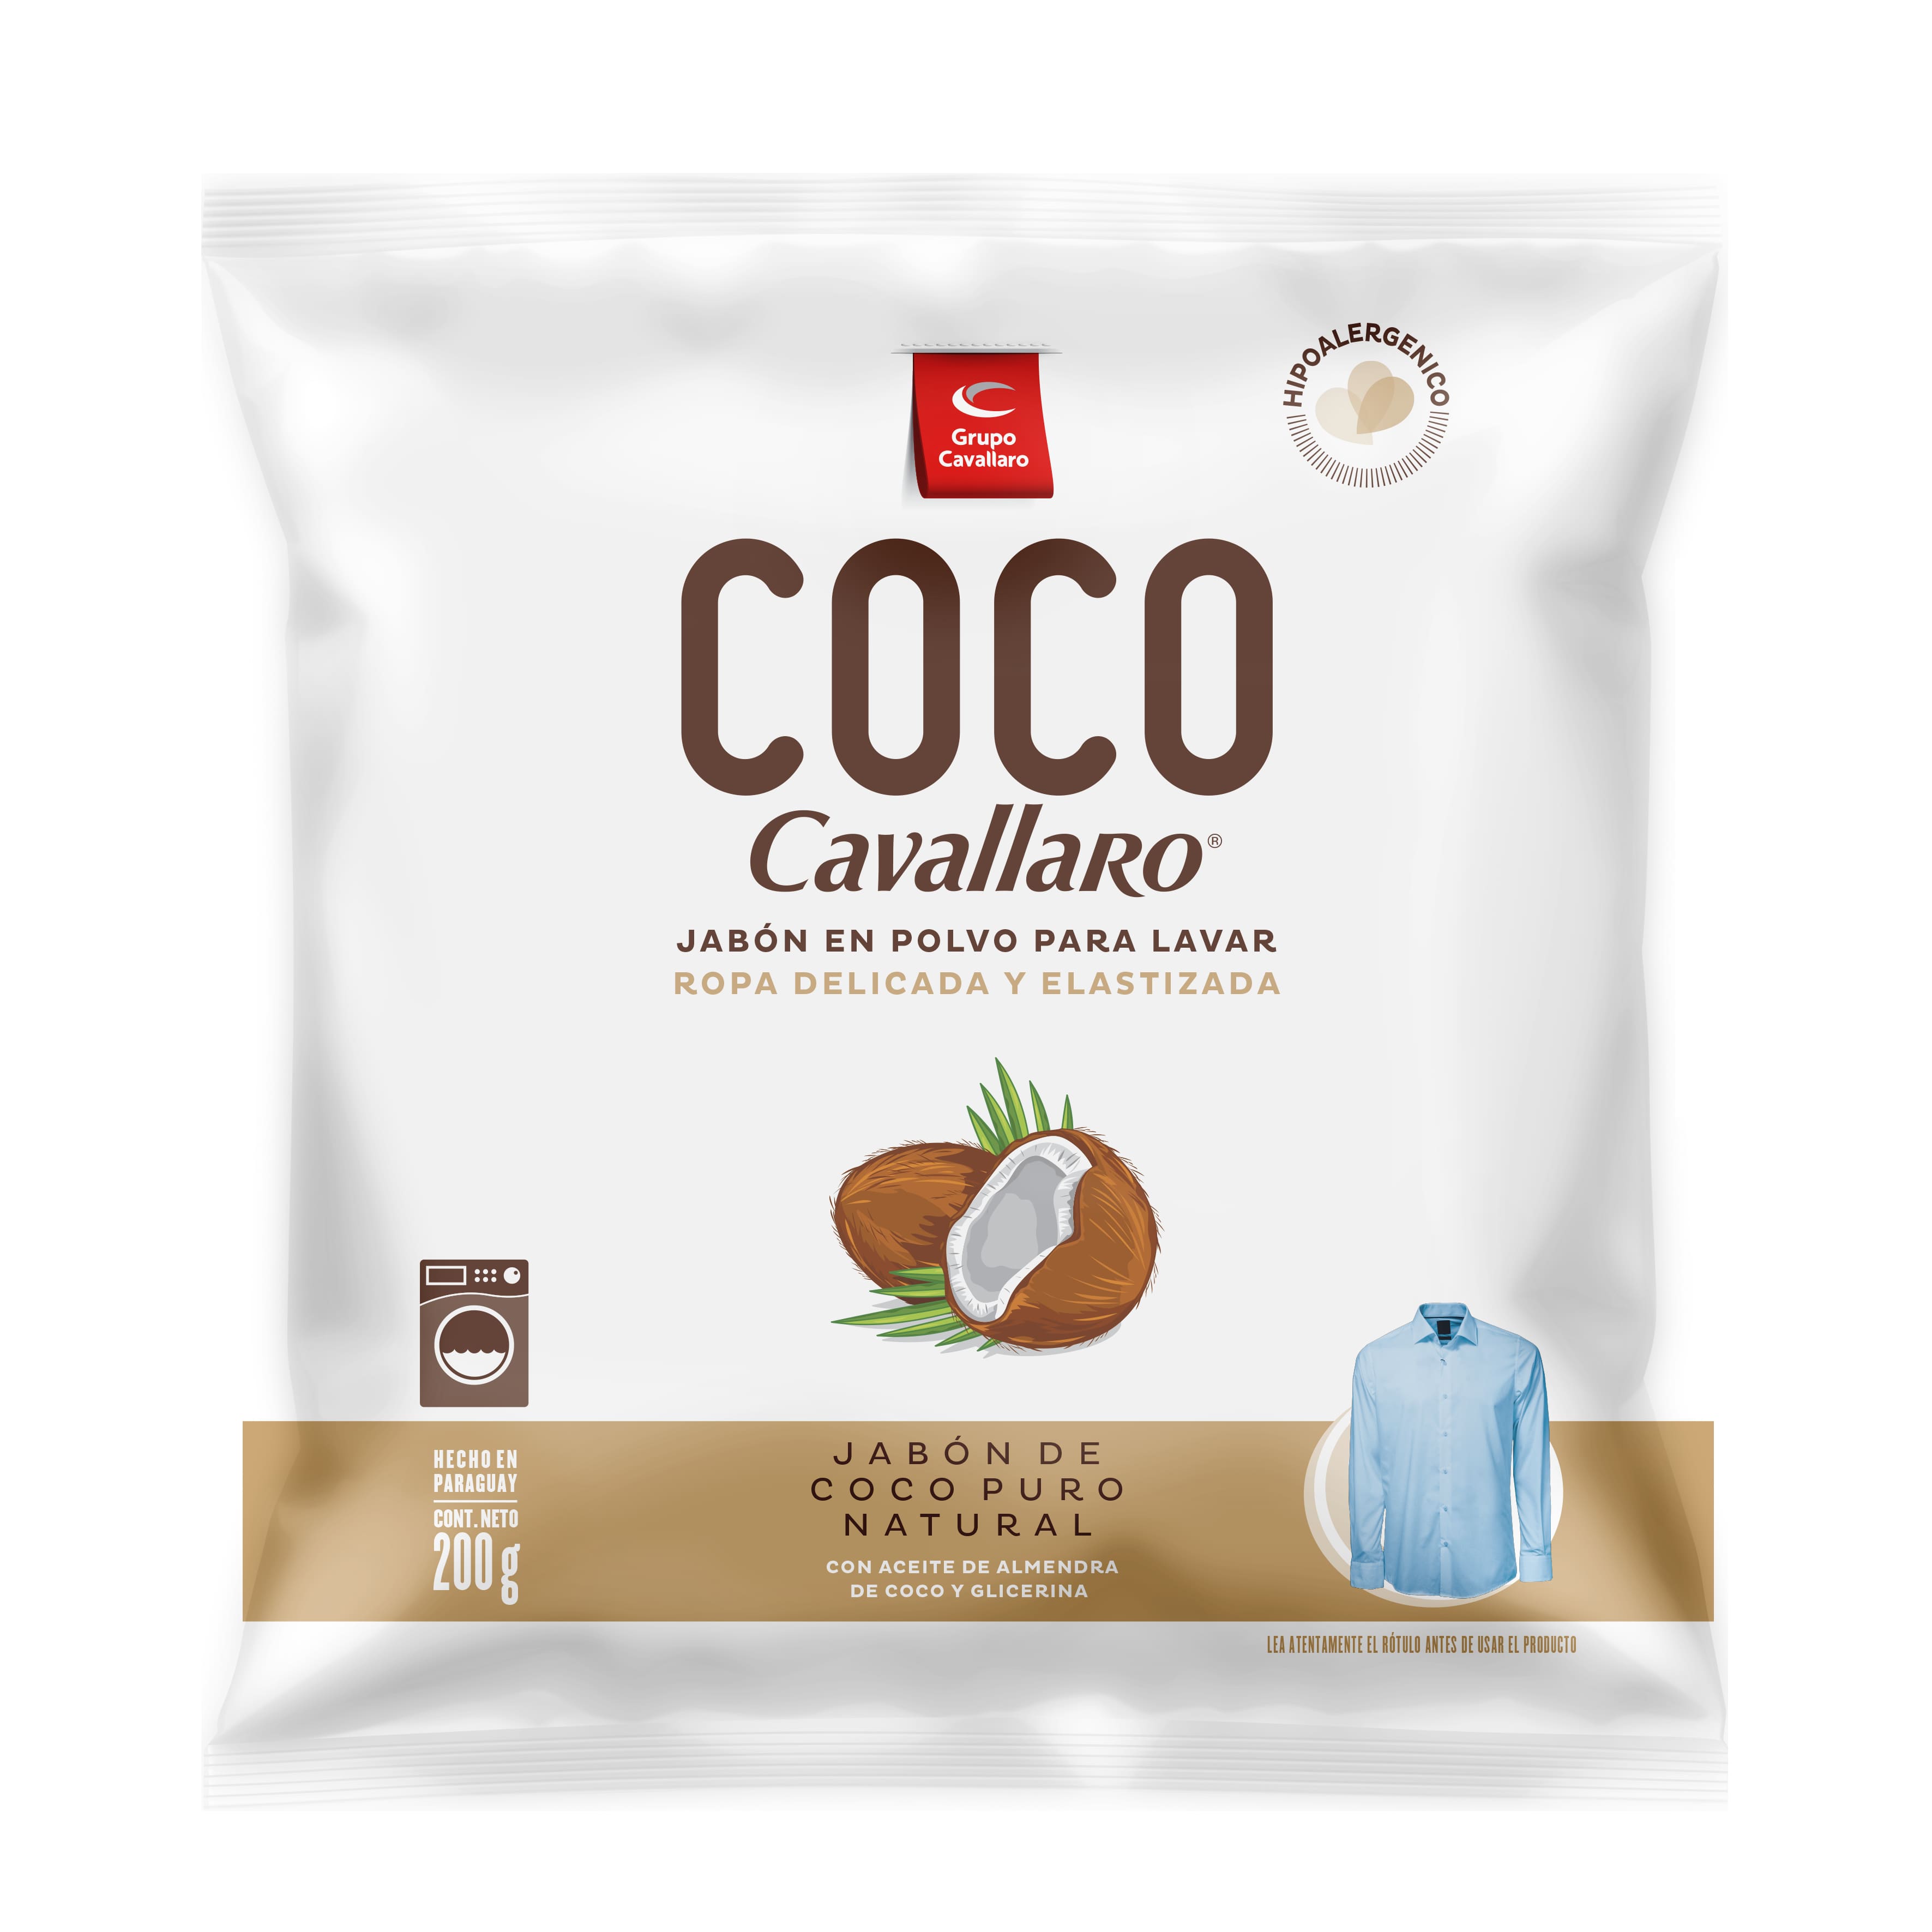 Grupo
Cavallaro
HIPOALERGENICO
COCO
Cavallaro®
JABÓN EN POLVO PARA LAVAR
ROPA DELICADA Y ELASTIZADA
HECHO EN
PARAGUAY
CONT. NETO
200 g
JABÓN DE
COCO PURO
NATURAL
CON ACEITE DE ALMENDRA
DE COCO Y GLICERINA
LEA ATENTAMENTE EL RÓTULO ANTES DE USAR EL PRODUCTO